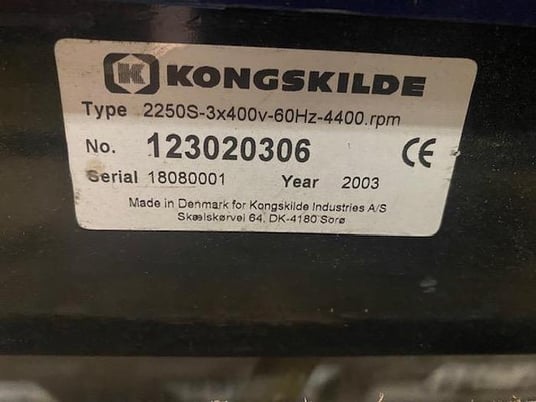 K KONGSKILDE
Type 2250S-3x400v-60Hz-4400.rpm
No. 123020306 CE
Serial 18080001 Year 2003
Made in Denmark for Kongskilde Industries A/S
Skælskørvej 64, DK-4180 Sorø